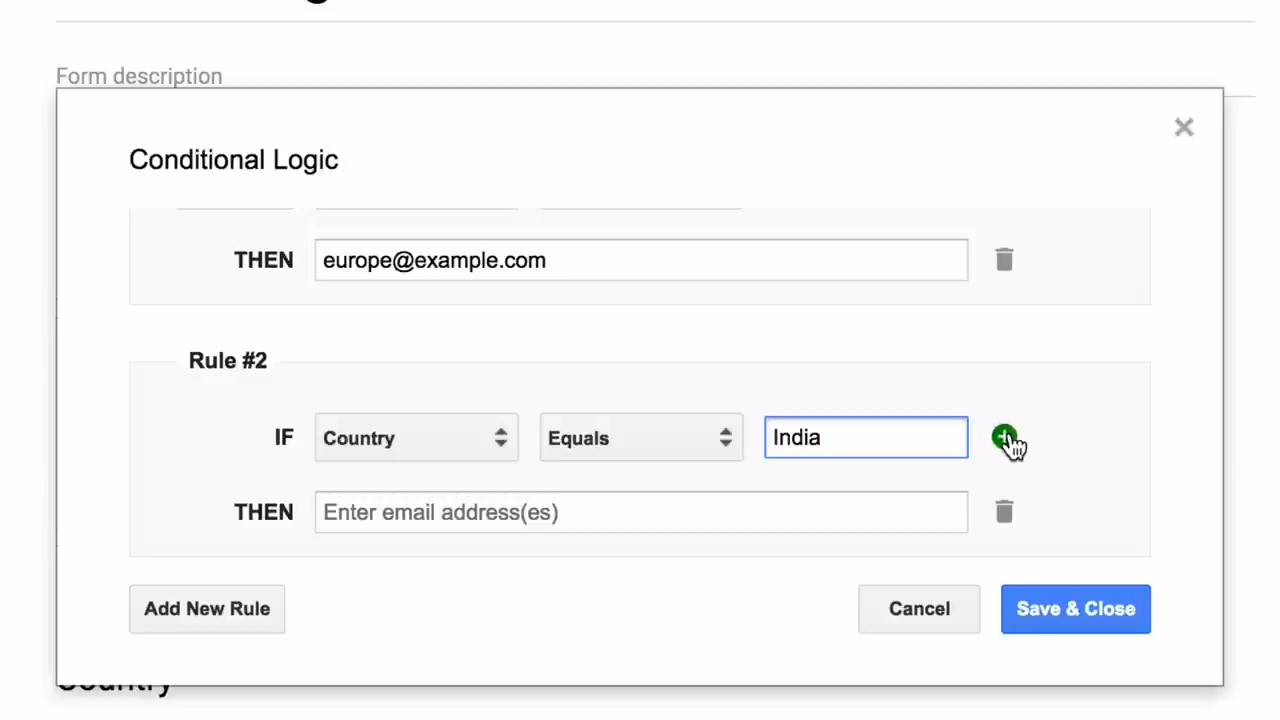 Form description
Conditional Logic
THEN europe@example.com
Rule #2
IF Country Equals India
THEN Enter email address(es)
Add New Rule Cancel Save & Close
Country